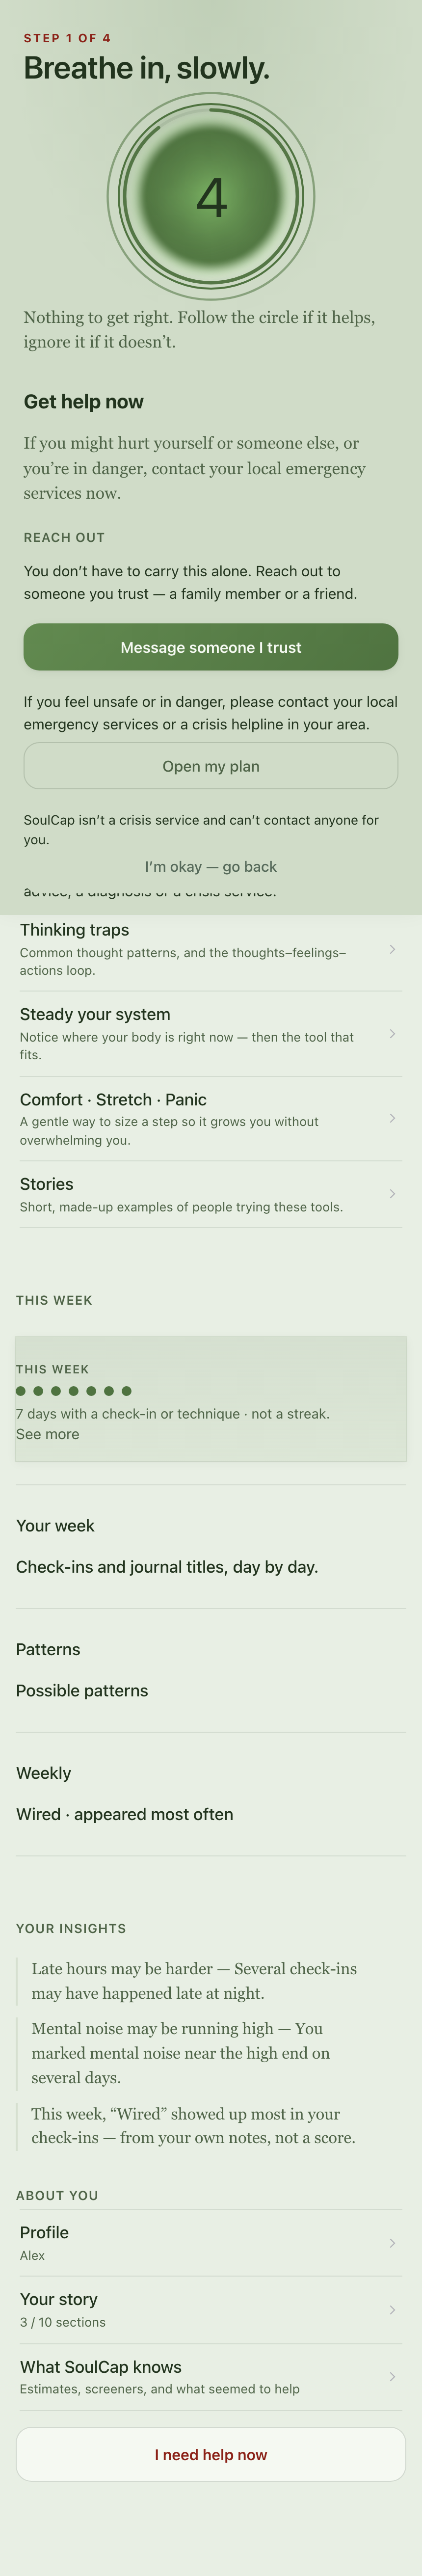 STEP 1 OF 4
Breathe in, slowly.
4
Nothing to get right. Follow the circle if it helps,
ignore it if it doesn’t.
Get help now
If you might hurt yourself or someone else, or
you’re in danger, contact your local emergency
services now.
REACH OUT
You don’t have to carry this alone. Reach out to
someone you trust — a family member or a friend.
Message someone I trust
If you feel unsafe or in danger, please contact your local
emergency services or a crisis helpline in your area.
Open my plan
SoulCap isn’t a crisis service and can’t contact anyone for
you.
I’m okay — go back
advice, a diagnosis or a crisis service.
Thinking traps
Common thought patterns, and the thoughts–feelings–
actions loop.
Steady your system
Notice where your body is right now — then the tool that
fits.
Comfort · Stretch · Panic
A gentle way to size a step so it grows you without
overwhelming you.
Stories
Short, made-up examples of people trying these tools.
THIS WEEK
THIS WEEK
7 days with a check-in or technique · not a streak.
See more
Your week
Check-ins and journal titles, day by day.
Patterns
Possible patterns
Weekly
Wired · appeared most often
YOUR INSIGHTS
Late hours may be harder — Several check-ins
may have happened late at night.
Mental noise may be running high — You
marked mental noise near the high end on
several days.
This week, “Wired” showed up most in your
check-ins — from your own notes, not a score.
ABOUT YOU
Profile
Alex
Your story
3 / 10 sections
What SoulCap knows
Estimates, screeners, and what seemed to help
I need help now